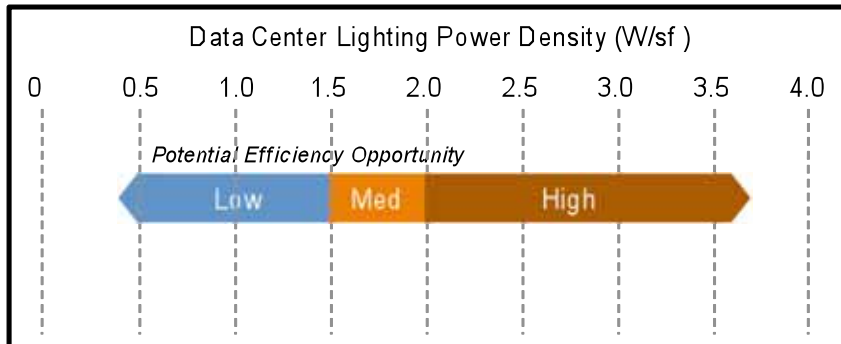 Data Center Lighting Power Density (W/sf )
0 0.5 1.0 1.5 2.0 2.5 3.0 3.5 4.0
Potential Efficiency Opportunity
Low Med High